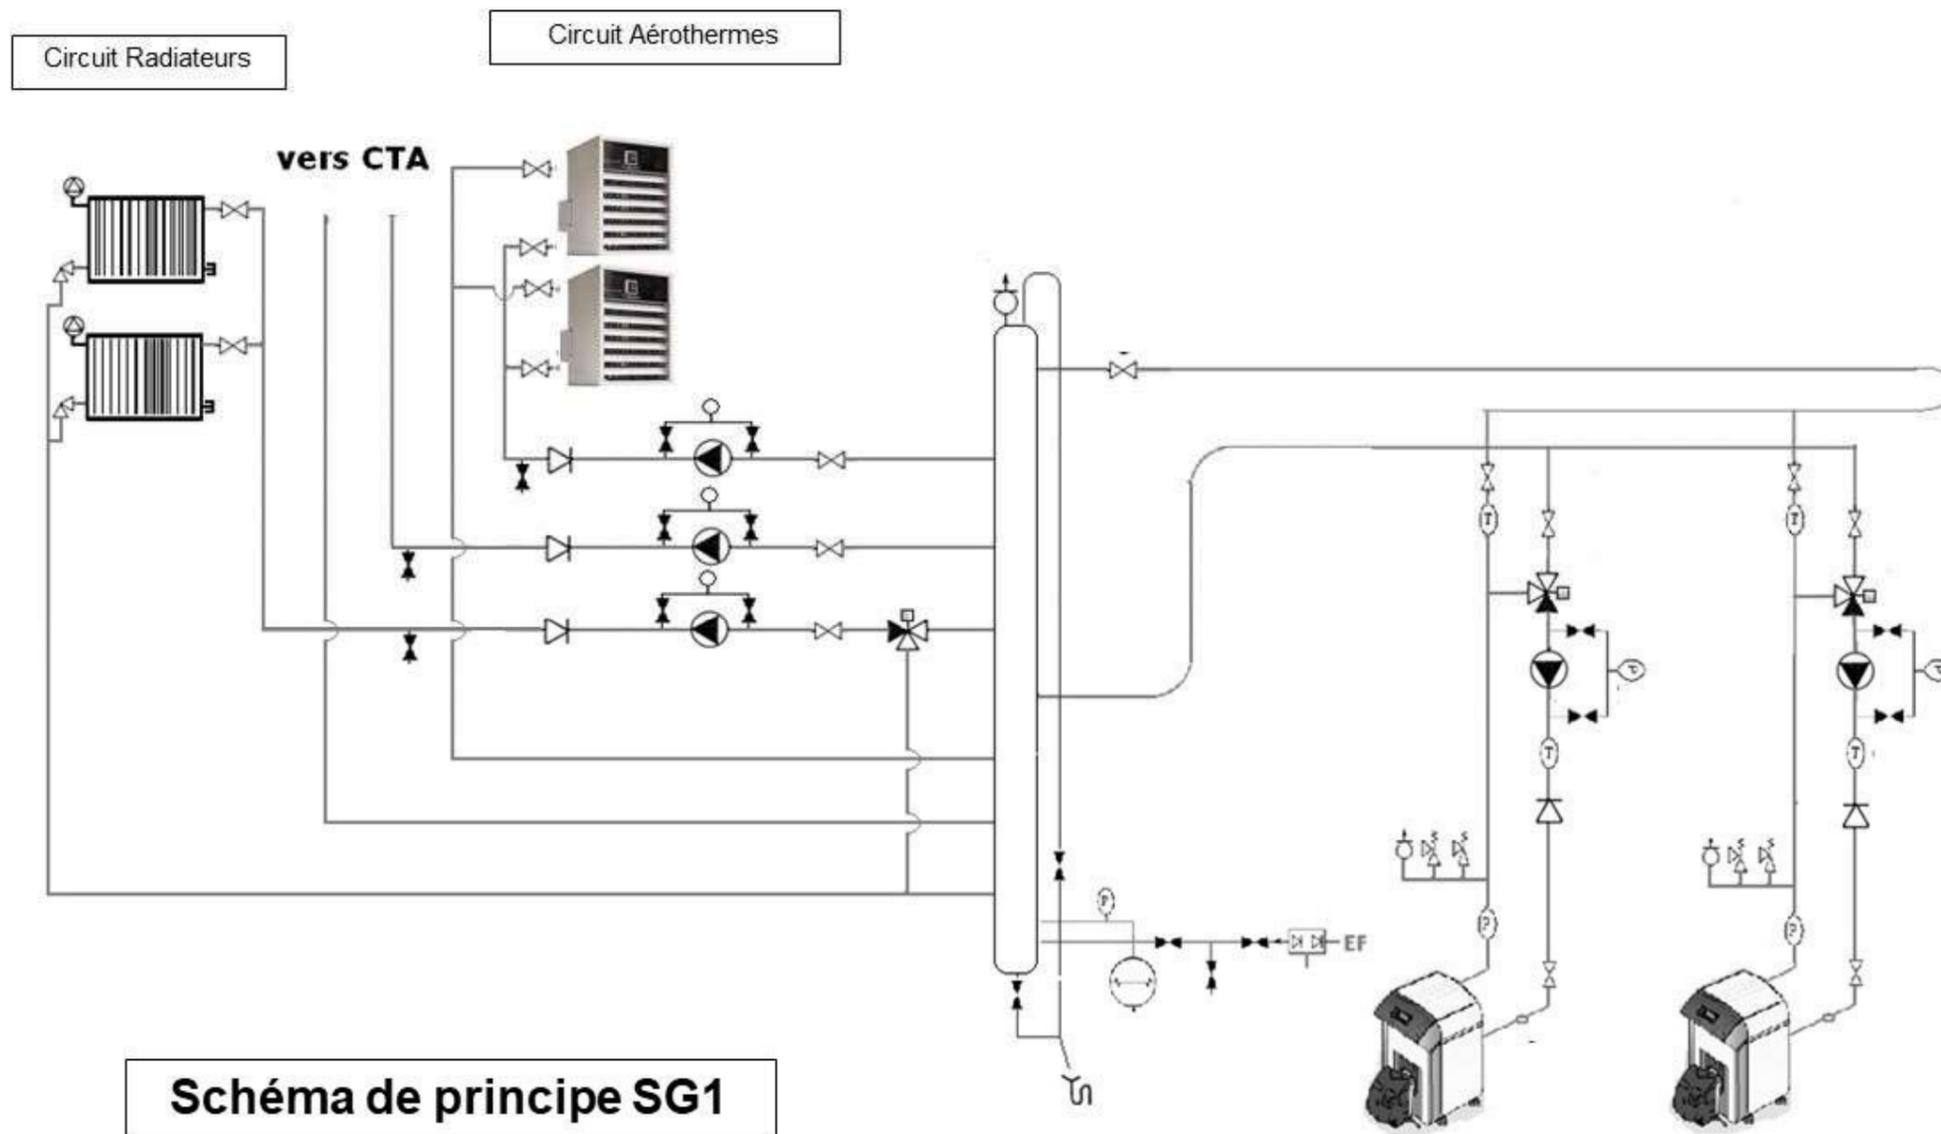 Circuit Radiateurs
Circuit Aérothermes
vers CTA
T
T
T
T
P
EF
Schéma de principe SG1